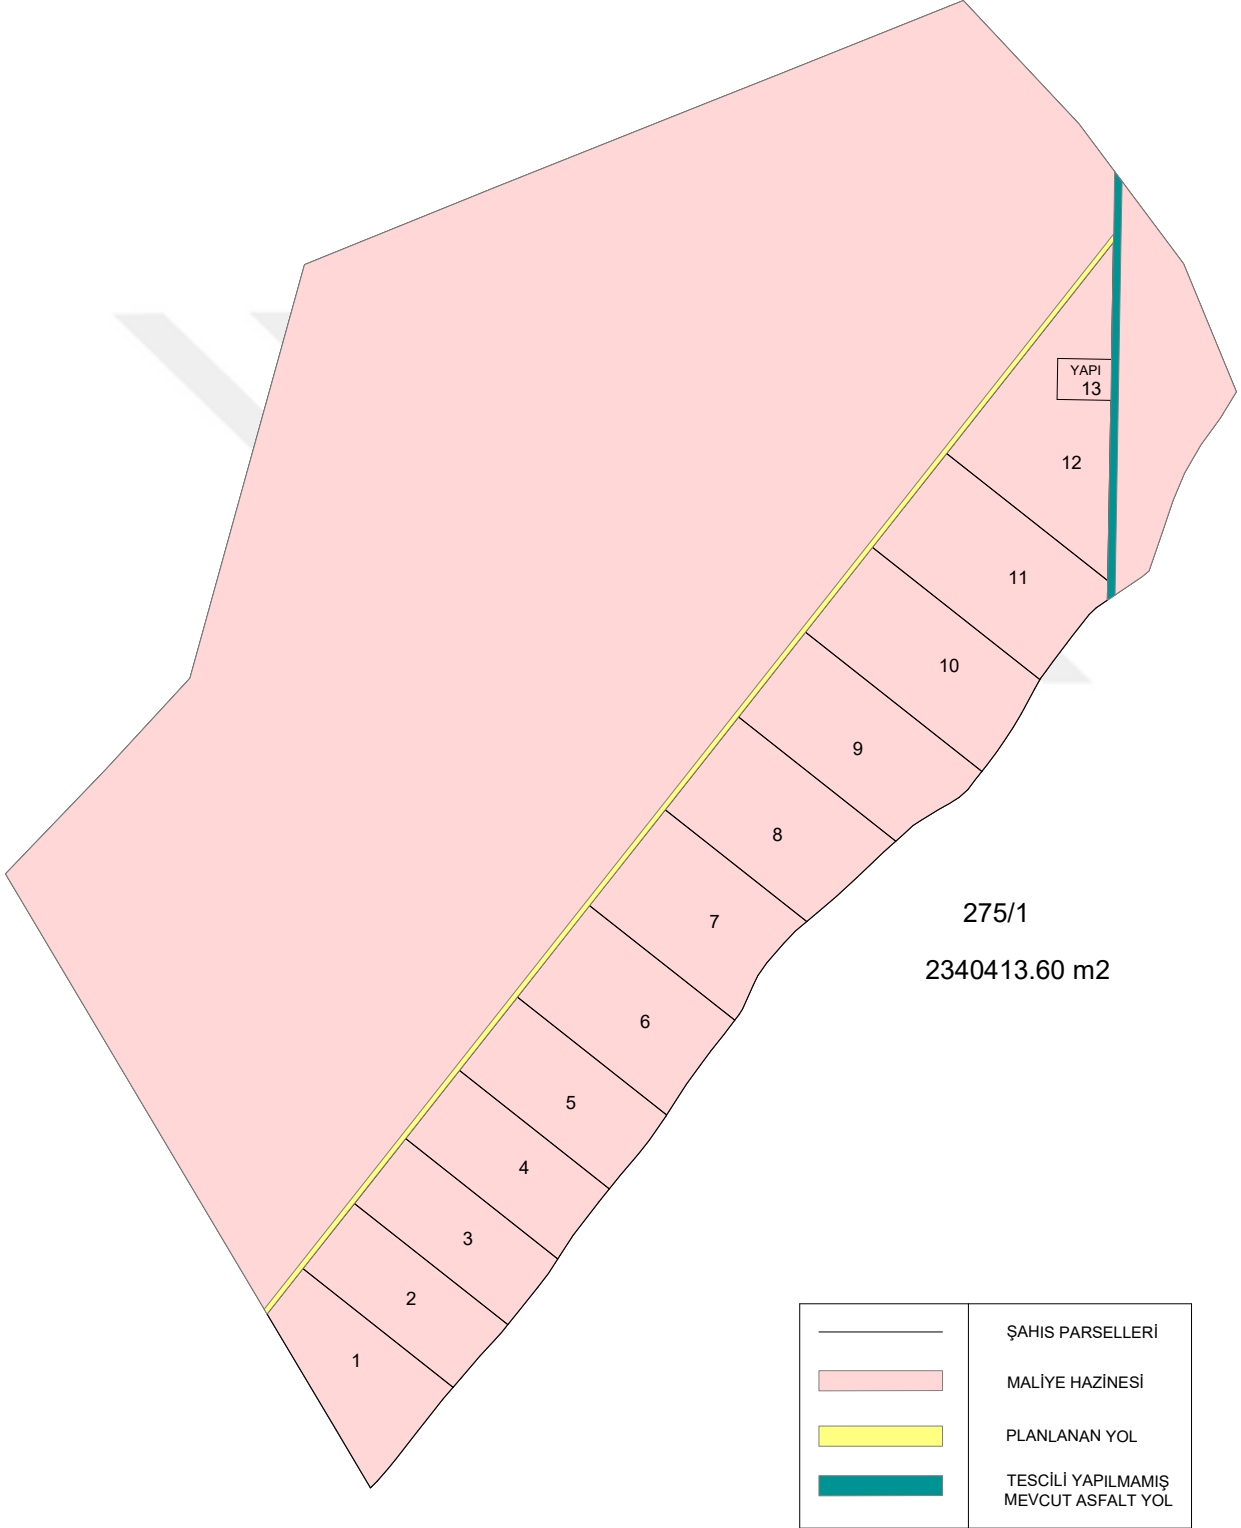 YAPI
13
12
11
10
9
8
7
6
5
4
3
2
1
275/1
2340413.60 m2
ŞAHIS PARSELLERİ
MALİYE HAZİNESİ
PLANLANAN YOL
TESCİLİ YAPILMAMIŞ
MEVCUT ASFALT YOL